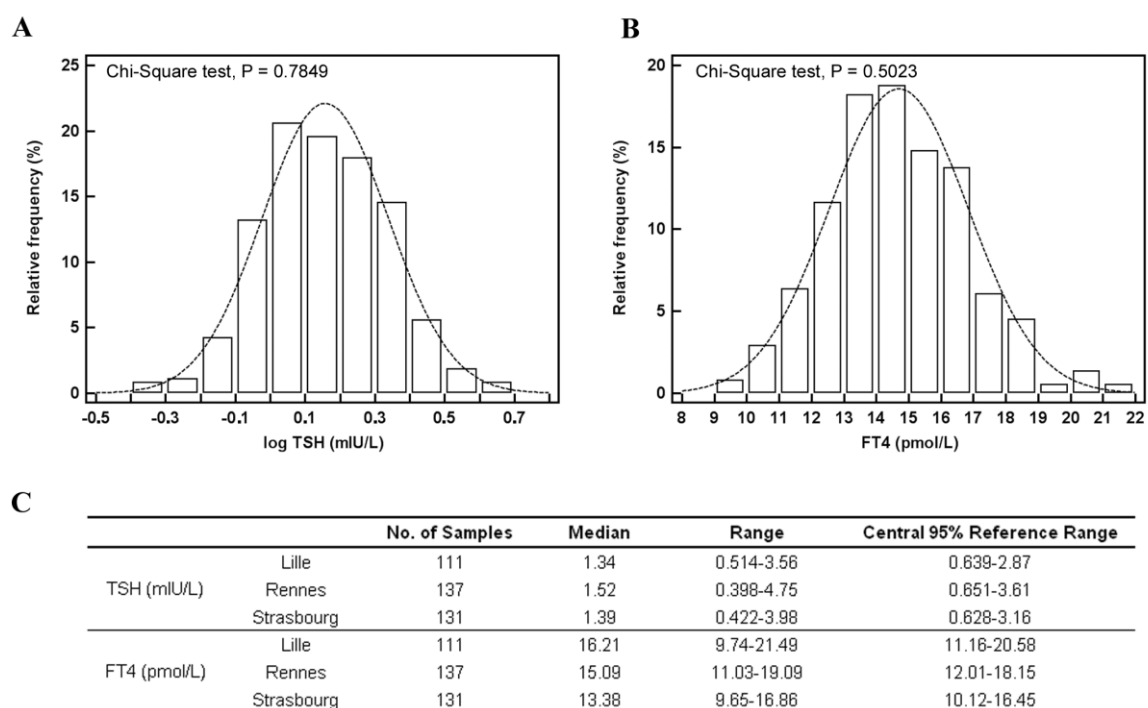 A
Chi-Square test, P = 0.7849
Relative frequency (%)
25
20
15
10
5
0
-0.5 -0.3 -0.1 0.1 0.3 0.5 0.7
log TSH (mIU/L)
B
Chi-Square test, P = 0.5023
Relative frequency (%)
20
15
10
5
0
8 9 10 11 12 13 14 15 16 17 18 19 20 21 22
FT4 (pmol/L)
C
No. of Samples Median Range Central 95% Reference Range
Lille 111 1.34 0.514-3.56 0.639-2.87
TSH (mIU/L) Rennes 137 1.52 0.398-4.75 0.651-3.61
Strasbourg 131 1.39 0.422-3.98 0.628-3.16
Lille 111 16.21 9.74-21.49 11.16-20.58
FT4 (pmol/L) Rennes 137 15.09 11.03-19.09 12.01-18.15
Strasbourg 131 13.38 9.65-16.86 10.12-16.45